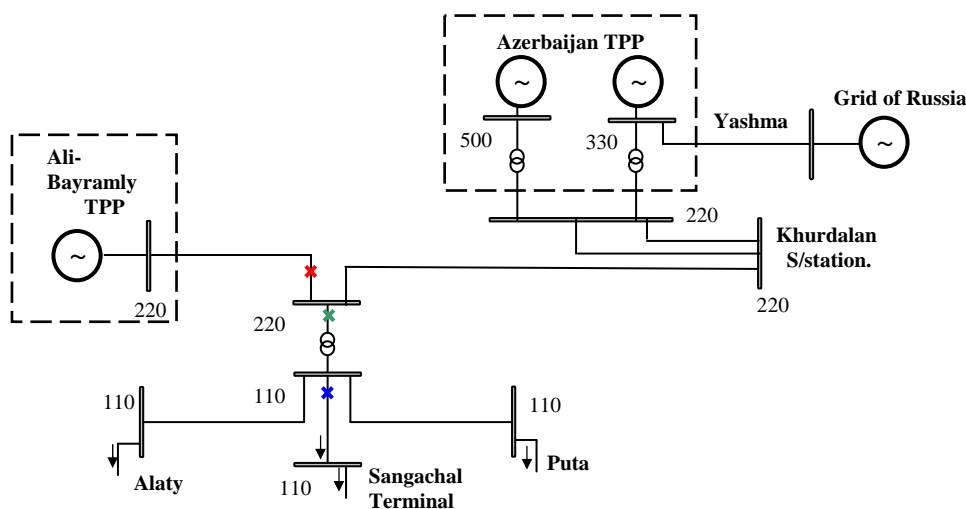 Azerbaijan TPP
~
~
Grid of Russia
Yashma
500
330
~
Ali-
Bayramly
TPP
220
Khurdalan
S/station.
~
220
220
220
110
110
110
Alaty
110
Sangachal
Terminal
Puta